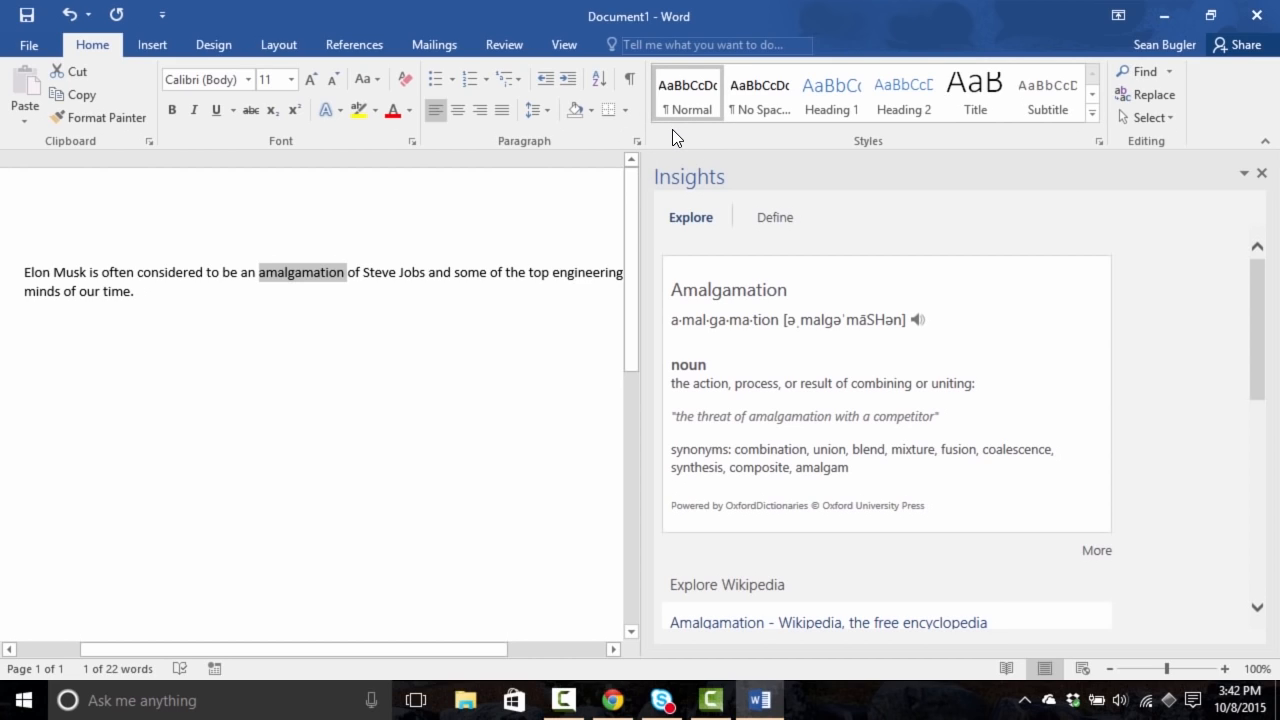 Document1 - Word
File Home Insert Design Layout References Mailings Review View Tell me what you want to do... Sean Bugler Share
Paste
Cut
Copy
Format Painter
Clipboard
Calibri (Body) 11 Aa
B I U abc x₂ x² A A
Font
Paragraph
AaBbCcDc AaBbCcDc AaBbCc AaBbCcD AaB AaBbCcD
¶ Normal ¶ No Spac... Heading 1 Heading 2 Title Subtitle
Styles
Find
Replace
Select
Editing
Elon Musk is often considered to be an amalgamation of Steve Jobs and some of the top engineering
minds of our time.
Insights
Explore Define
Amalgamation
a·mal·ga·ma·tion [əˌmalɡəˈmāSHən]
noun
the action, process, or result of combining or uniting:
"the threat of amalgamation with a competitor"
synonyms: combination, union, blend, mixture, fusion, coalescence,
synthesis, composite, amalgam
Powered by OxfordDictionaries © Oxford University Press
More
Explore Wikipedia
Amalgamation - Wikipedia, the free encyclopedia
Page 1 of 1 1 of 22 words 100%
Ask me anything
3:42 PM
10/8/2015